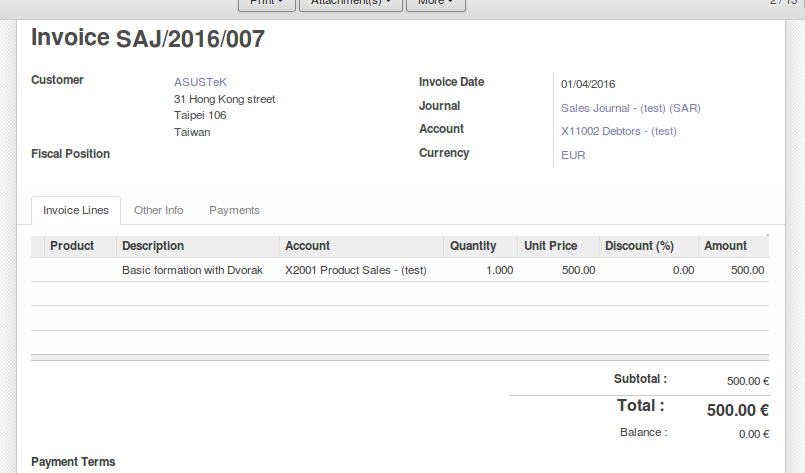 Print Attachment(s) More 2 / 13
Invoice SAJ/2016/007
Customer ASUSTeK
31 Hong Kong street
Taipei 106
Taiwan
Fiscal Position
Invoice Date 01/04/2016
Journal Sales Journal - (test) (SAR)
Account X11002 Debtors - (test)
Currency EUR
Invoice Lines Other Info Payments
Product Description Account Quantity Unit Price Discount (%) Amount
Basic formation with Dvorak X2001 Product Sales - (test) 1.000 500.00 0.00 500.00
Subtotal : 500.00 €
Total : 500.00 €
Balance : 0.00 €
Payment Terms